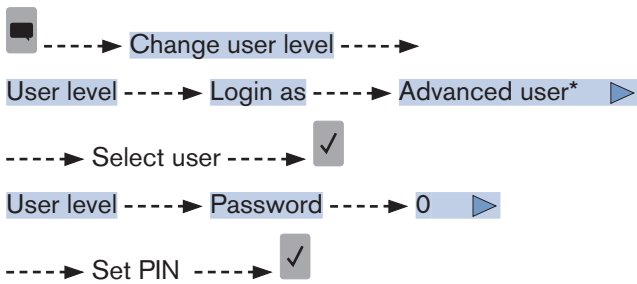 Change user level
User level Login as Advanced user*
Select user
User level Password 0
Set PIN